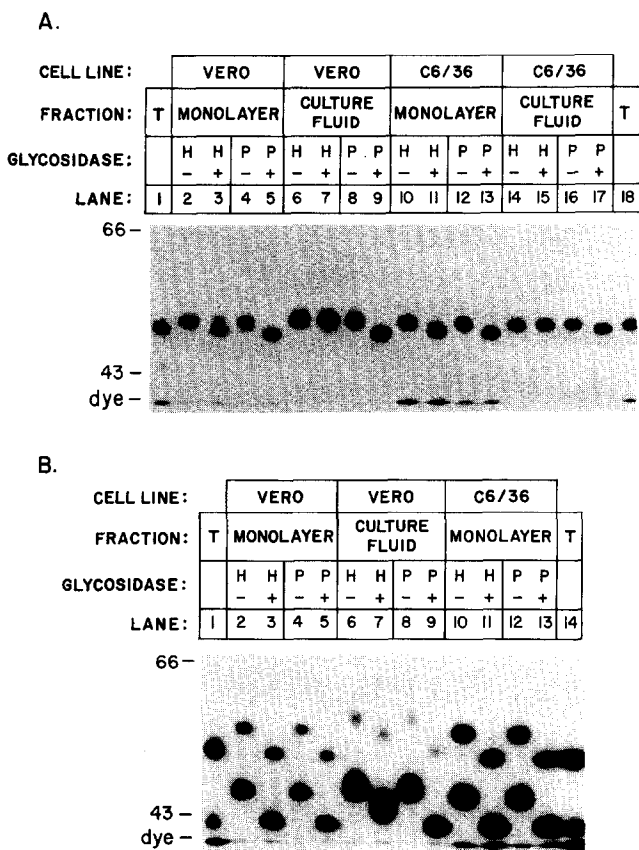 A.
CELL LINE: VERO VERO C6/36 C6/36
FRACTION: T MONOLAYER CULTURE FLUID MONOLAYER CULTURE FLUID T
GLYCOSIDASE: H H P P H H P P H H P P H H P P
− + − + − + − + − + − + − + − +
LANE: 1 2 3 4 5 6 7 8 9 10 11 12 13 14 15 16 17 18
66 −
43 −
dye −
B.
CELL LINE: VERO VERO C6/36
FRACTION: T MONOLAYER CULTURE FLUID MONOLAYER T
GLYCOSIDASE: H H P P H H P P H H P P
− + − + − + − + − + − +
LANE: 1 2 3 4 5 6 7 8 9 10 11 12 13 14
66 −
43 −
dye −